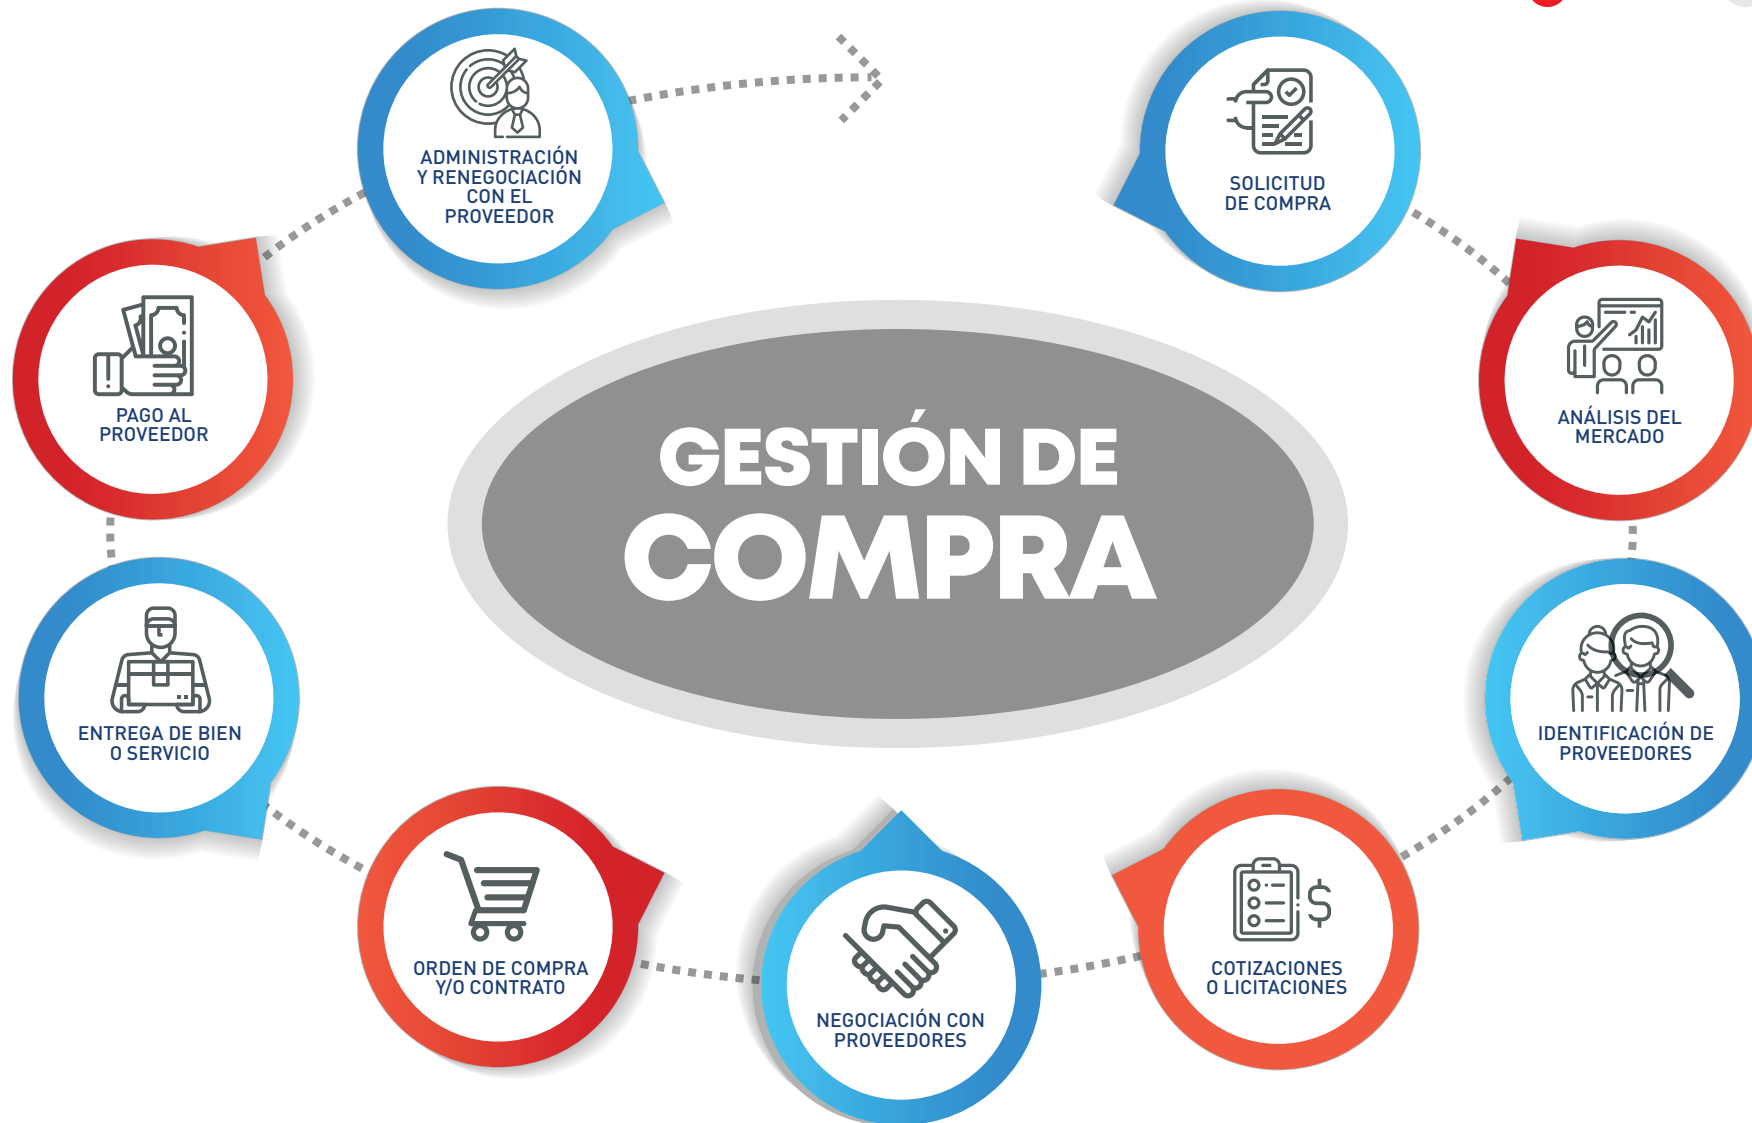 GESTIÓN DE
COMPRA
SOLICITUD
DE COMPRA
ANÁLISIS DEL
MERCADO
IDENTIFICACIÓN DE
PROVEEDORES
COTIZACIONES
O LICITACIONES
NEGOCIACIÓN CON
PROVEEDORES
ORDEN DE COMPRA
Y/O CONTRATO
ENTREGA DE BIEN
O SERVICIO
PAGO AL
PROVEEDOR
ADMINISTRACIÓN
Y RENEGOCIACIÓN
CON EL
PROVEEDOR